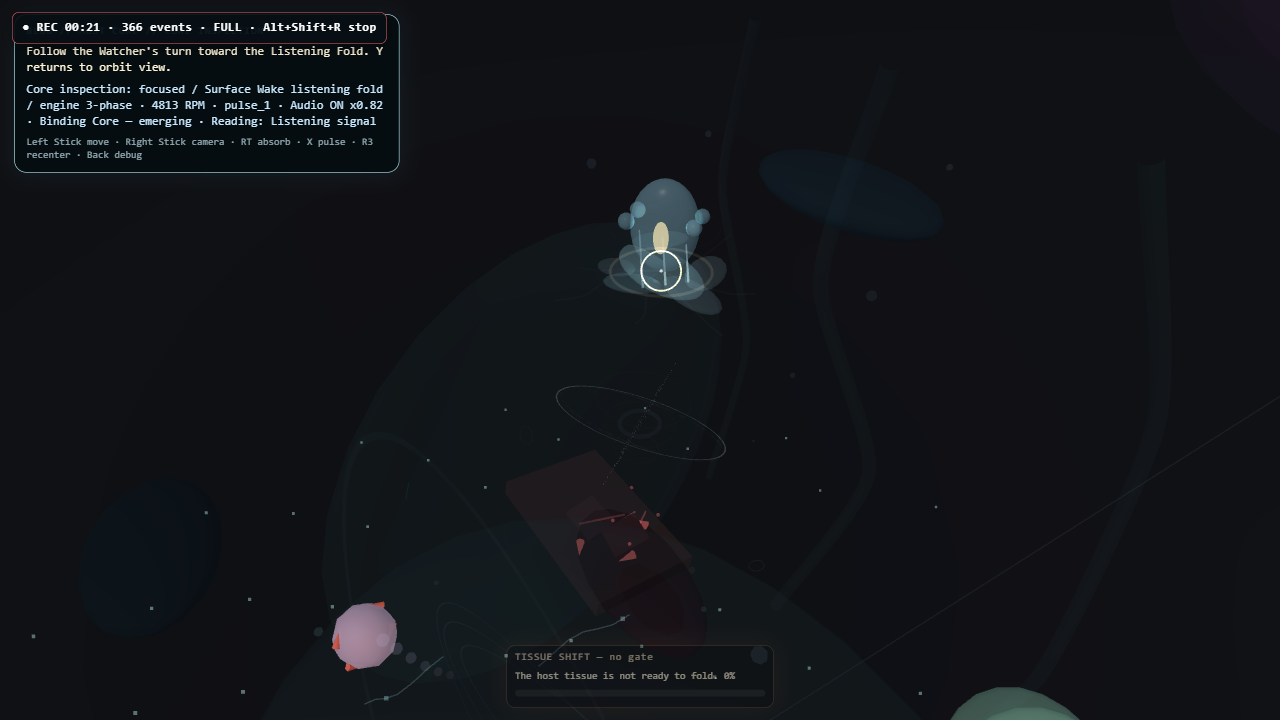 ● REC 00:21 · 366 events · FULL · Alt+Shift+R stop
Follow the Watcher's turn toward the Listening Fold. Y
returns to orbit view.
Core inspection: focused / Surface Wake listening fold
/ engine 3-phase · 4813 RPM · pulse_1 · Audio ON x0.82
· Binding Core — emerging · Reading: Listening signal
Left Stick move · Right Stick camera · RT absorb · X pulse · R3
recenter · Back debug
TISSUE SHIFT — no gate
The host tissue is not ready to fold. 0%